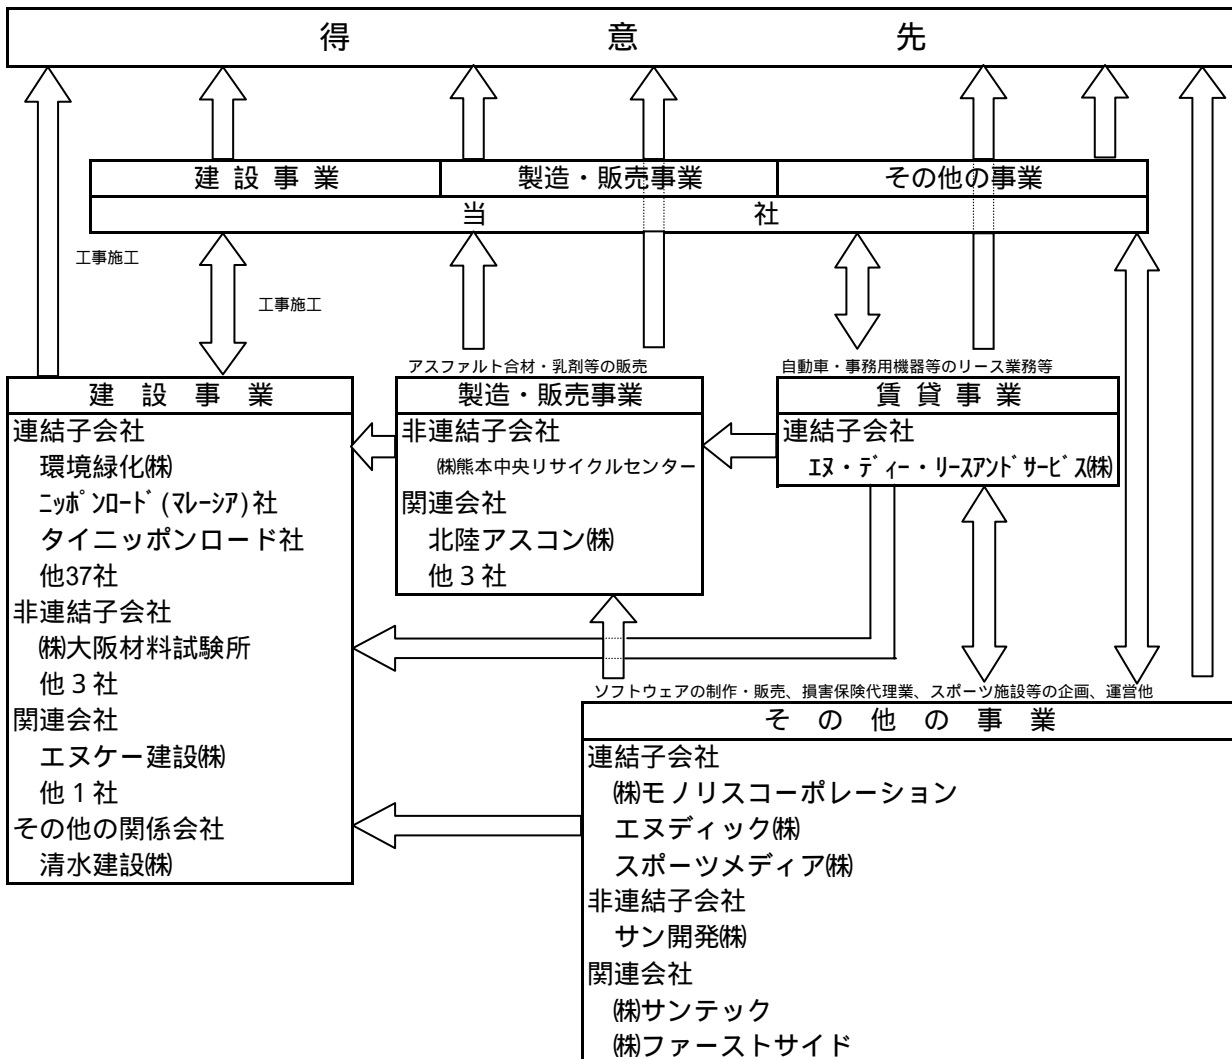 得意先
建設事業
製造・販売事業
その他の事業
当社
工事施工
工事施工
アスファルト合材・乳剤等の販売
自動車・事務用機器等のリース業務等
建設事業
連結子会社
環境緑化㈱
ﾆｯﾎﾟﾝﾛｰﾄﾞ(ﾏﾚｰｼｱ)社
タイニッポンロード社
他37社
非連結子会社
㈱大阪材料試験所
他３社
関連会社
エヌケー建設㈱
他１社
その他の関係会社
清水建設㈱
製造・販売事業
非連結子会社
㈱熊本中央リサイクルセンター
関連会社
北陸アスコン㈱
他３社
賃貸事業
連結子会社
ｴﾇ・ﾃﾞｨｰ・ﾘｰｽｱﾝﾄﾞｻｰﾋﾞｽ㈱
ソフトウェアの制作・販売、損害保険代理業、スポーツ施設等の企画、運営他
その他の事業
連結子会社
㈱モノリスコーポレーション
エヌディック㈱
スポーツメディア㈱
非連結子会社
サン開発㈱
関連会社
㈱サンテック
㈱ファーストサイド